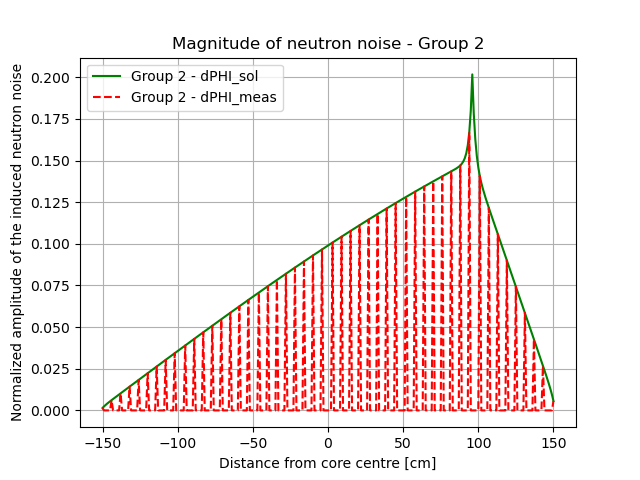 Magnitude of neutron noise - Group 2
Normalized amplitude of the induced neutron noise
0.200
0.175
0.150
0.125
0.100
0.075
0.050
0.025
0.000
Group 2 - dPHI_sol
Group 2 - dPHI_meas
−150 −100 −50 0 50 100 150
Distance from core centre [cm]